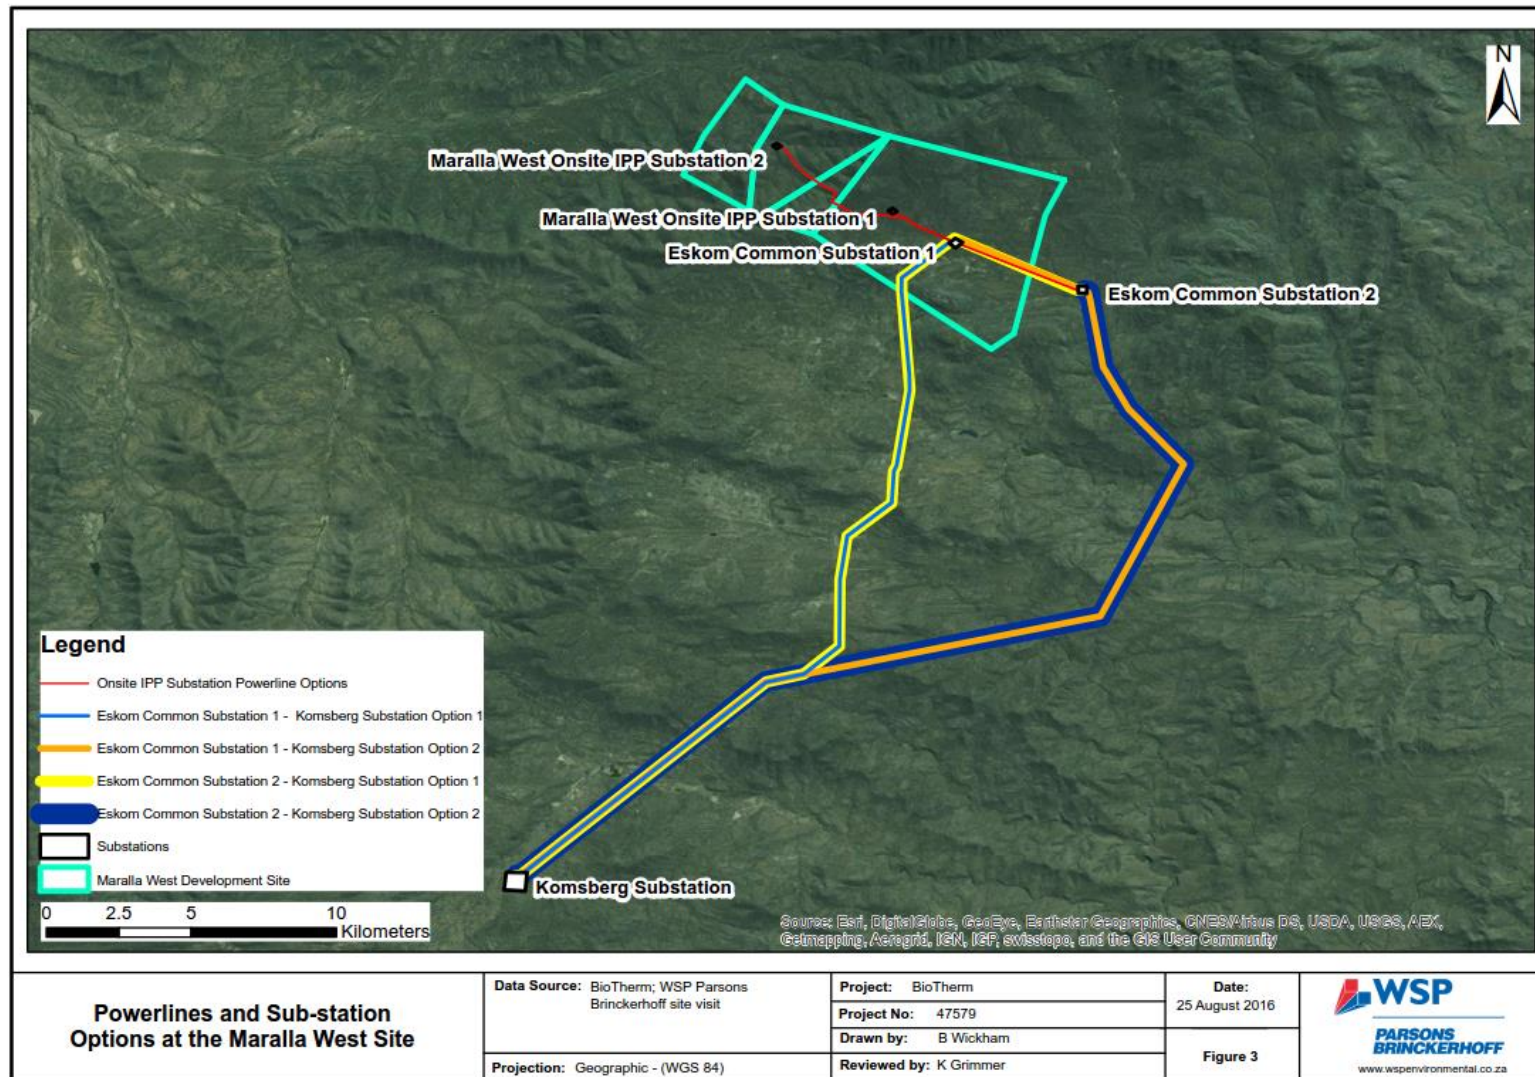 N
Maralla West Onsite IPP Substation 2
Maralla West Onsite IPP Substation 1
Eskom Common Substation 1
Eskom Common Substation 2
Komsberg Substation
Legend
Onsite IPP Substation Powerline Options
Eskom Common Substation 1 - Komsberg Substation Option 1
Eskom Common Substation 1 - Komsberg Substation Option 2
Eskom Common Substation 2 - Komsberg Substation Option 1
Eskom Common Substation 2 - Komsberg Substation Option 2
Substations
Maralla West Development Site
0 2.5 5 10
Kilometers
Source: Esri, DigitalGlobe, GeoEye, Earthstar Geographics, CNES/Airbus DS, USDA, USGS, AEX,
Getmapping, Aerogrid, IGN, IGP, swisstopo, and the GIS User Community
Powerlines and Sub-station
Options at the Maralla West Site
Data Source: BioTherm; WSP Parsons
Brinckerhoff site visit
Projection: Geographic - (WGS 84)
Project: BioTherm
Project No: 47579
Drawn by: B Wickham
Reviewed by: K Grimmer
Date:
25 August 2016
Figure 3
WSP
PARSONS
BRINCKERHOFF
www.wspenvironmental.co.za